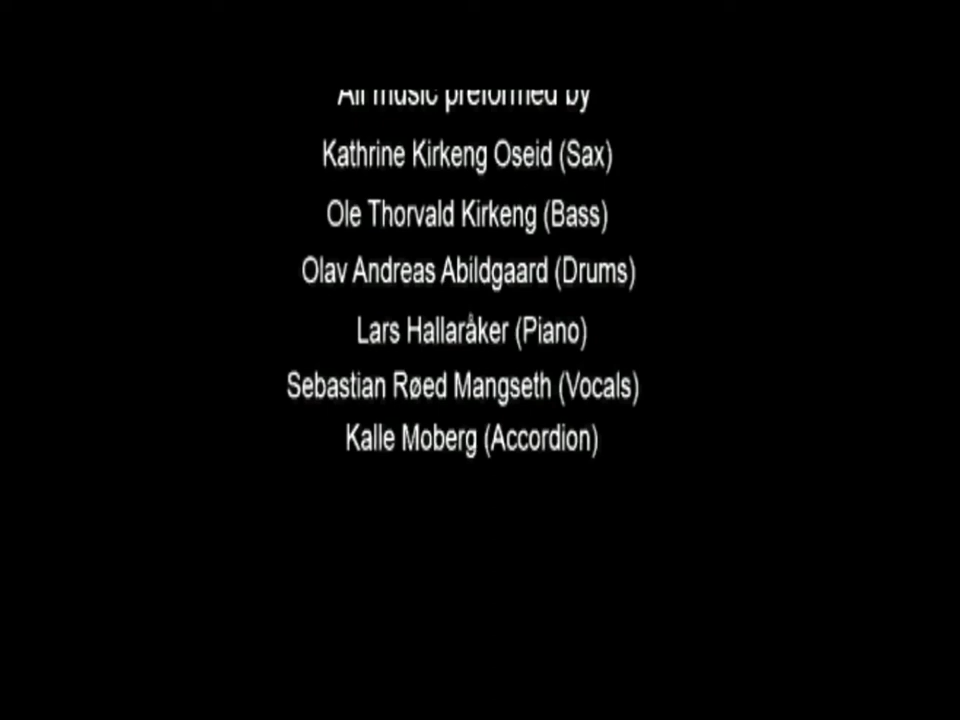 All music preformed by
Kathrine Kirkeng Oseid (Sax)
Ole Thorvald Kirkeng (Bass)
Olav Andreas Abildgaard (Drums)
Lars Hallaråker (Piano)
Sebastian Røed Mangseth (Vocals)
Kalle Moberg (Accordion)